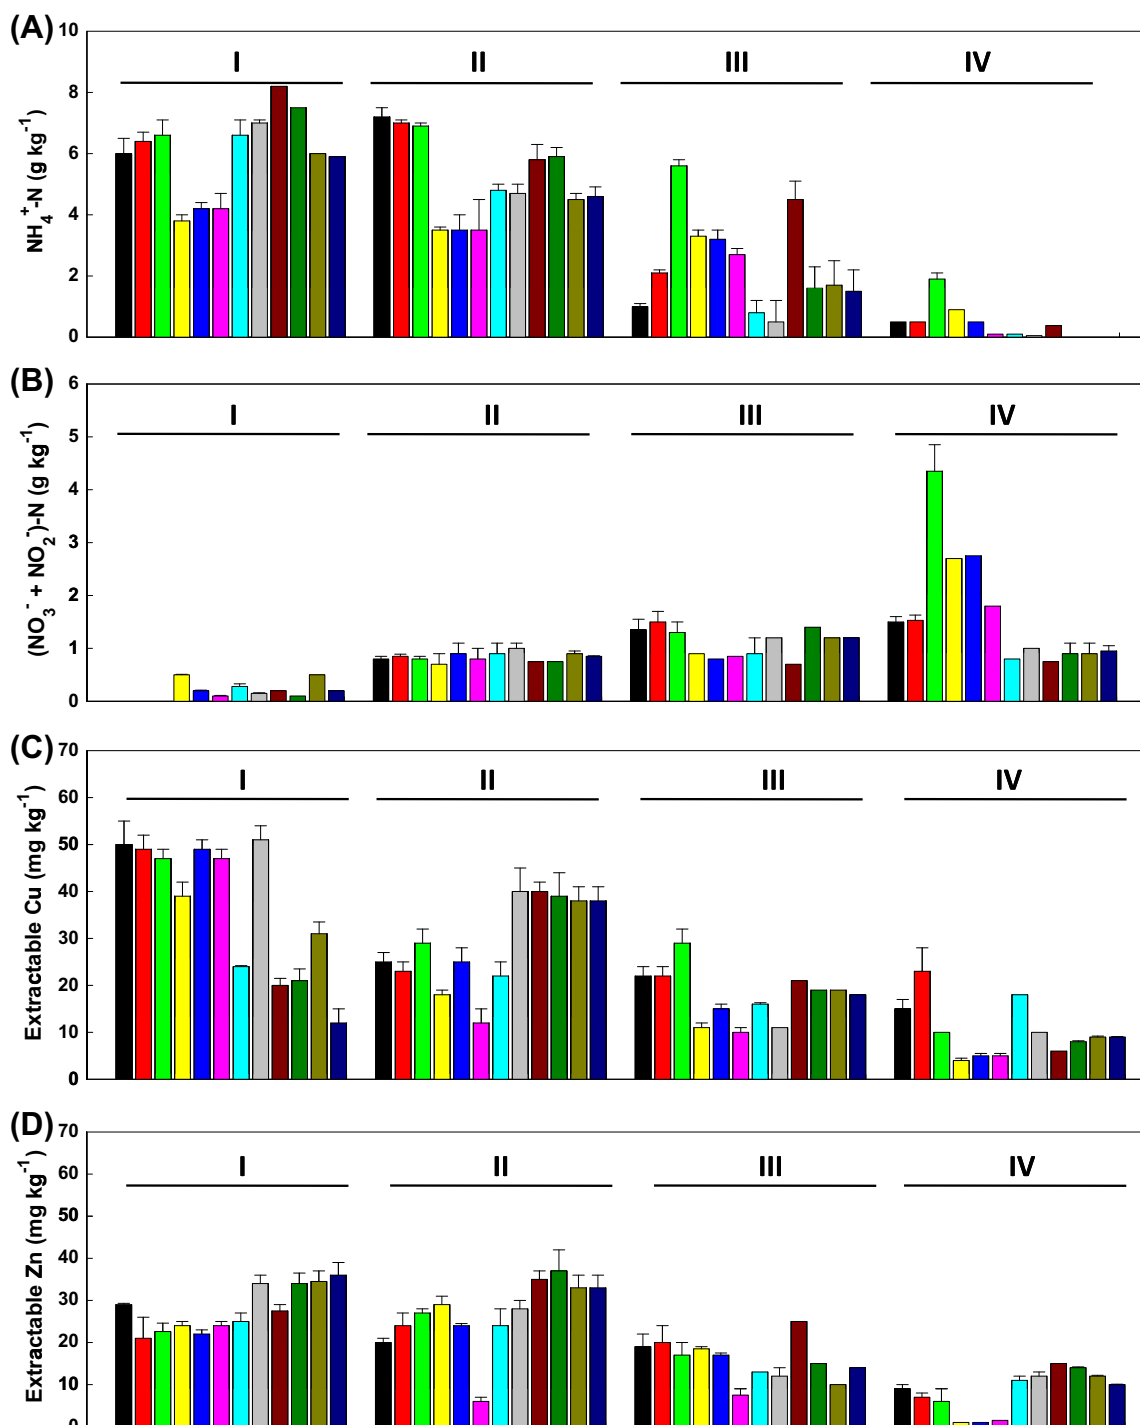 (A)
10
8
6
4
2
0
NH₄⁺-N (g kg⁻¹)
I II III IV
(B)
6
5
4
3
2
1
0
(NO₃⁻ + NO₂⁻)-N (g kg⁻¹)
I II III IV
(C)
70
60
50
40
30
20
10
0
Extractable Cu (mg kg⁻¹)
I II III IV
(D)
70
60
50
40
30
20
10
0
Extractable Zn (mg kg⁻¹)
I II III IV